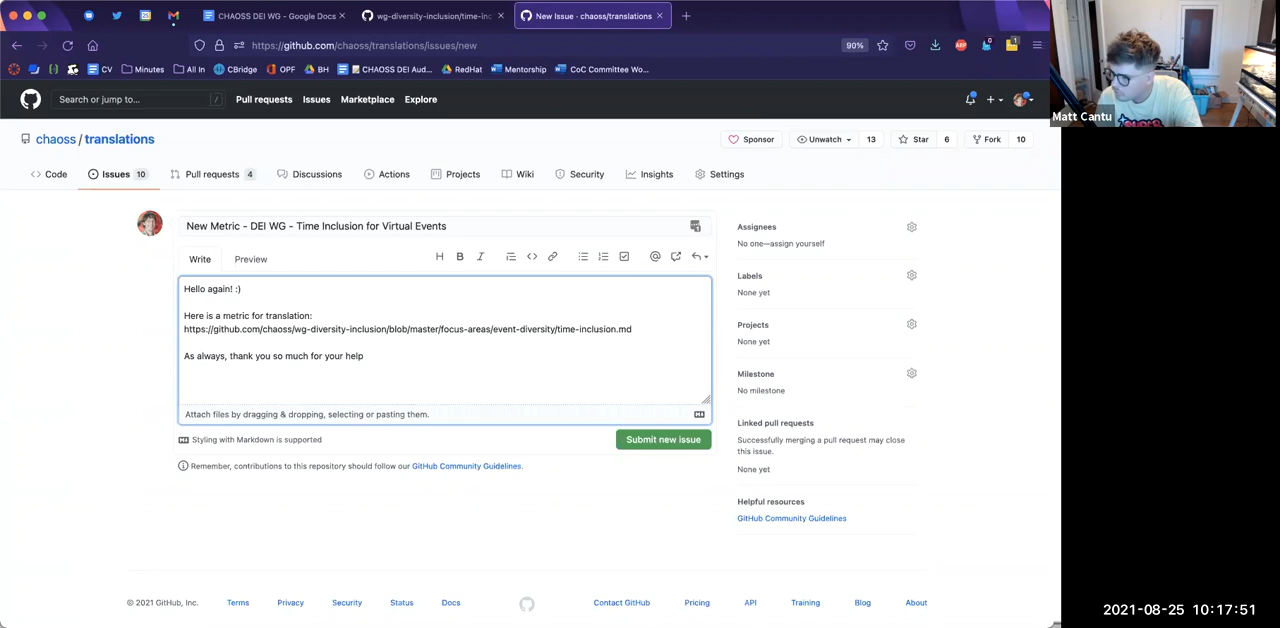 CHAOSS DEI WG - Google Docs
wg-diversity-inclusion/time-inc
New Issue · chaoss/translations
https://github.com/chaoss/translations/issues/new
90%
CV
Minutes
All In
CBridge
OPF
BH
CHAOSS DEI Aud...
RedHat
Mentorship
CoC Committee Wo...
Search or jump to...
/
Pull requests
Issues
Marketplace
Explore
Matt Cantu
chaoss / translations
Sponsor
Unwatch
13
Star
6
Fork
10
Code
Issues 10
Pull requests 4
Discussions
Actions
Projects
Wiki
Security
Insights
Settings
New Metric - DEI WG - Time Inclusion for Virtual Events
Write
Preview
Hello again! :)
Here is a metric for translation:
https://github.com/chaoss/wg-diversity-inclusion/blob/master/focus-areas/event-diversity/time-inclusion.md
As always, thank you so much for your help
Attach files by dragging & dropping, selecting or pasting them.
Styling with Markdown is supported
Submit new issue
Remember, contributions to this repository should follow our GitHub Community Guidelines.
Assignees
No one—assign yourself
Labels
None yet
Projects
None yet
Milestone
No milestone
Linked pull requests
Successfully merging a pull request may close
this issue.
None yet
Helpful resources
GitHub Community Guidelines
© 2021 GitHub, Inc.
Terms
Privacy
Security
Status
Docs
Contact GitHub
Pricing
API
Training
Blog
About
2021-08-25 10:17:51